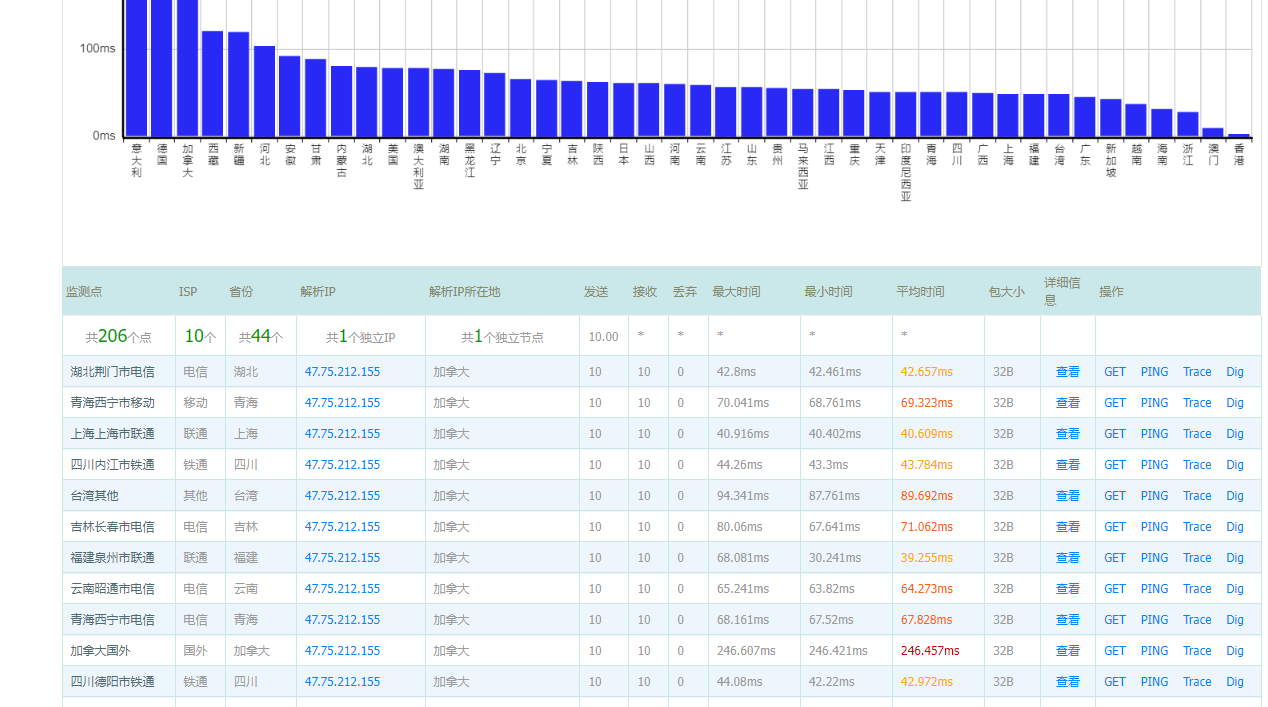 100ms
0ms
意大利 德国 加拿大 西藏 新疆 河北 安徽 甘肃 内蒙古 湖北 美国 澳大利亚 湖南 黑龙江 辽宁 北京 宁夏 吉林 陕西 日本 山西 河南 云南 江苏 山东 贵州 马来西亚 江西 重庆 天津 印度尼西亚 青海 四川 广西 上海 福建 台湾 广东 新加坡 越南 海南 浙江 澳门 香港
监测点 ISP 省份 解析IP 解析IP所在地 发送 接收 丢弃 最大时间 最小时间 平均时间 包大小 详细信息 操作
共206个点 10个 共44个 共1个独立IP 共1个独立节点 10.00 * * * * *
湖北荆门市电信 电信 湖北 47.75.212.155 加拿大 10 10 0 42.8ms 42.461ms 42.657ms 32B 查看 GET PING Trace Dig
青海西宁市移动 移动 青海 47.75.212.155 加拿大 10 10 0 70.041ms 68.761ms 69.323ms 32B 查看 GET PING Trace Dig
上海上海市联通 联通 上海 47.75.212.155 加拿大 10 10 0 40.916ms 40.402ms 40.609ms 32B 查看 GET PING Trace Dig
四川内江市铁通 铁通 四川 47.75.212.155 加拿大 10 10 0 44.26ms 43.3ms 43.784ms 32B 查看 GET PING Trace Dig
台湾其他 其他 台湾 47.75.212.155 加拿大 10 10 0 94.341ms 87.761ms 89.692ms 32B 查看 GET PING Trace Dig
吉林长春市电信 电信 吉林 47.75.212.155 加拿大 10 10 0 80.06ms 67.641ms 71.062ms 32B 查看 GET PING Trace Dig
福建泉州市联通 联通 福建 47.75.212.155 加拿大 10 10 0 68.081ms 30.241ms 39.255ms 32B 查看 GET PING Trace Dig
云南昭通市电信 电信 云南 47.75.212.155 加拿大 10 10 0 65.241ms 63.82ms 64.273ms 32B 查看 GET PING Trace Dig
青海西宁市电信 电信 青海 47.75.212.155 加拿大 10 10 0 68.161ms 67.52ms 67.828ms 32B 查看 GET PING Trace Dig
加拿大国外 国外 加拿大 47.75.212.155 加拿大 10 10 0 246.607ms 246.421ms 246.457ms 32B 查看 GET PING Trace Dig
四川德阳市铁通 铁通 四川 47.75.212.155 加拿大 10 10 0 44.08ms 42.22ms 42.972ms 32B 查看 GET PING Trace Dig